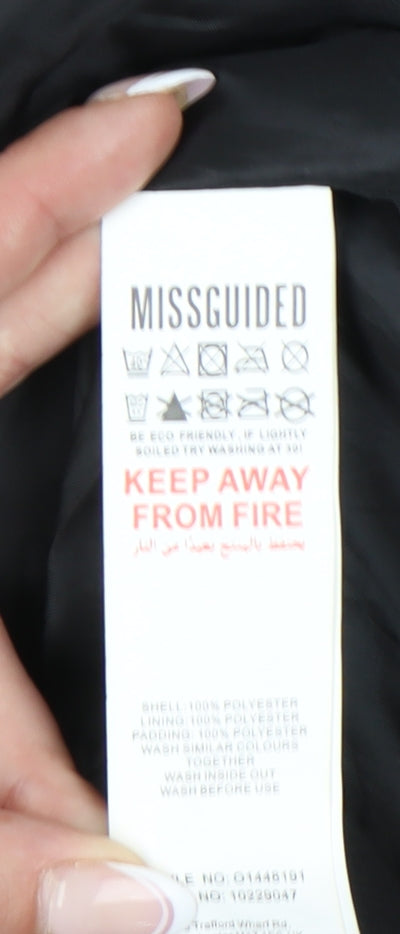 MISSGUIDED
BE ECO FRIENDLY, IF LIGHTLY
SOILED TRY WASHING AT 30!
KEEP AWAY
FROM FIRE
يحتفظ بالمنتج بعيدًا عن النار
SHELL: 100% POLYESTER
LINING: 100% POLYESTER
PADDING: 100% POLYESTER
WASH SIMILAR COLOURS
TOGETHER
WASH INSIDE OUT
WASH BEFORE USE
NO: O1448191
NO: 10229047
Trafford Wharf Rd,